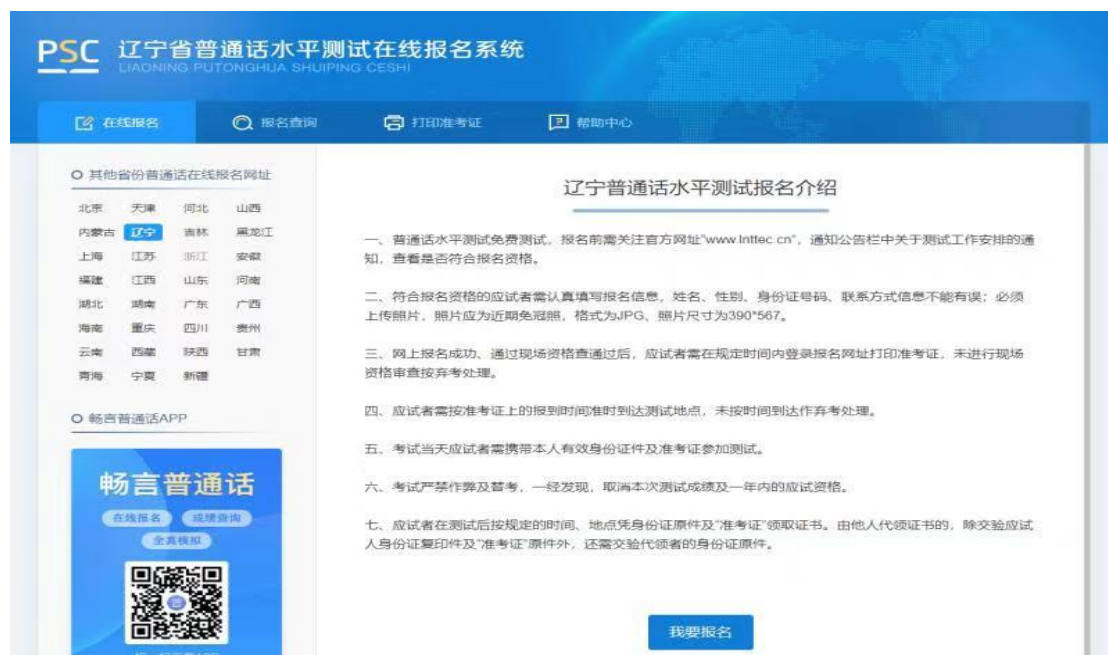 PSC 辽宁省普通话水平测试在线报名系统
LIAONING PUTONGHUA SHUIPING CESHI
在线报名 报名查询 打印准考证 帮助中心
其他省份普通话在线报名网址
北京 天津 河北 山西
内蒙古 辽宁 吉林 黑龙江
上海 江苏 浙江 安徽
福建 江西 山东 河南
湖北 湖南 广东 广西
海南 重庆 四川 贵州
云南 西藏 陕西 甘肃
青海 宁夏 新疆
畅言普通话APP
畅言普通话
在线报名 成绩查询
全真模拟
辽宁普通话水平测试报名介绍
一、普通话水平测试免费测试，报名前需关注官方网址"www.lnttec.cn"，通知公告栏中关于测试工作安排的通
知，查看是否符合报名资格。
二、符合报名资格的应试者需认真填写报名信息，姓名、性别、身份证号码、联系方式信息不能有误；必须
上传照片，照片应为近期免冠照，格式为JPG、照片尺寸为390*567。
三、网上报名成功、通过现场资格查通过后，应试者需在规定时间内登录报名网址打印准考证，未进行现场
资格审查按弃考处理。
四、应试者需按准考证上的报到时间准时到达测试地点，未按时间到达作弃考处理。
五、考试当天应试者需携带本人有效身份证件及准考证参加测试。
六、考试严禁作弊及替考，一经发现，取消本次测试成绩及一年内的应试资格。
七、应试者在测试后按规定的时间、地点凭身份证原件及"准考证"领取证书。由他人代领证书的，除交验应试
人身份证复印件及"准考证"原件外，还需交验代领者的身份证原件。
我要报名